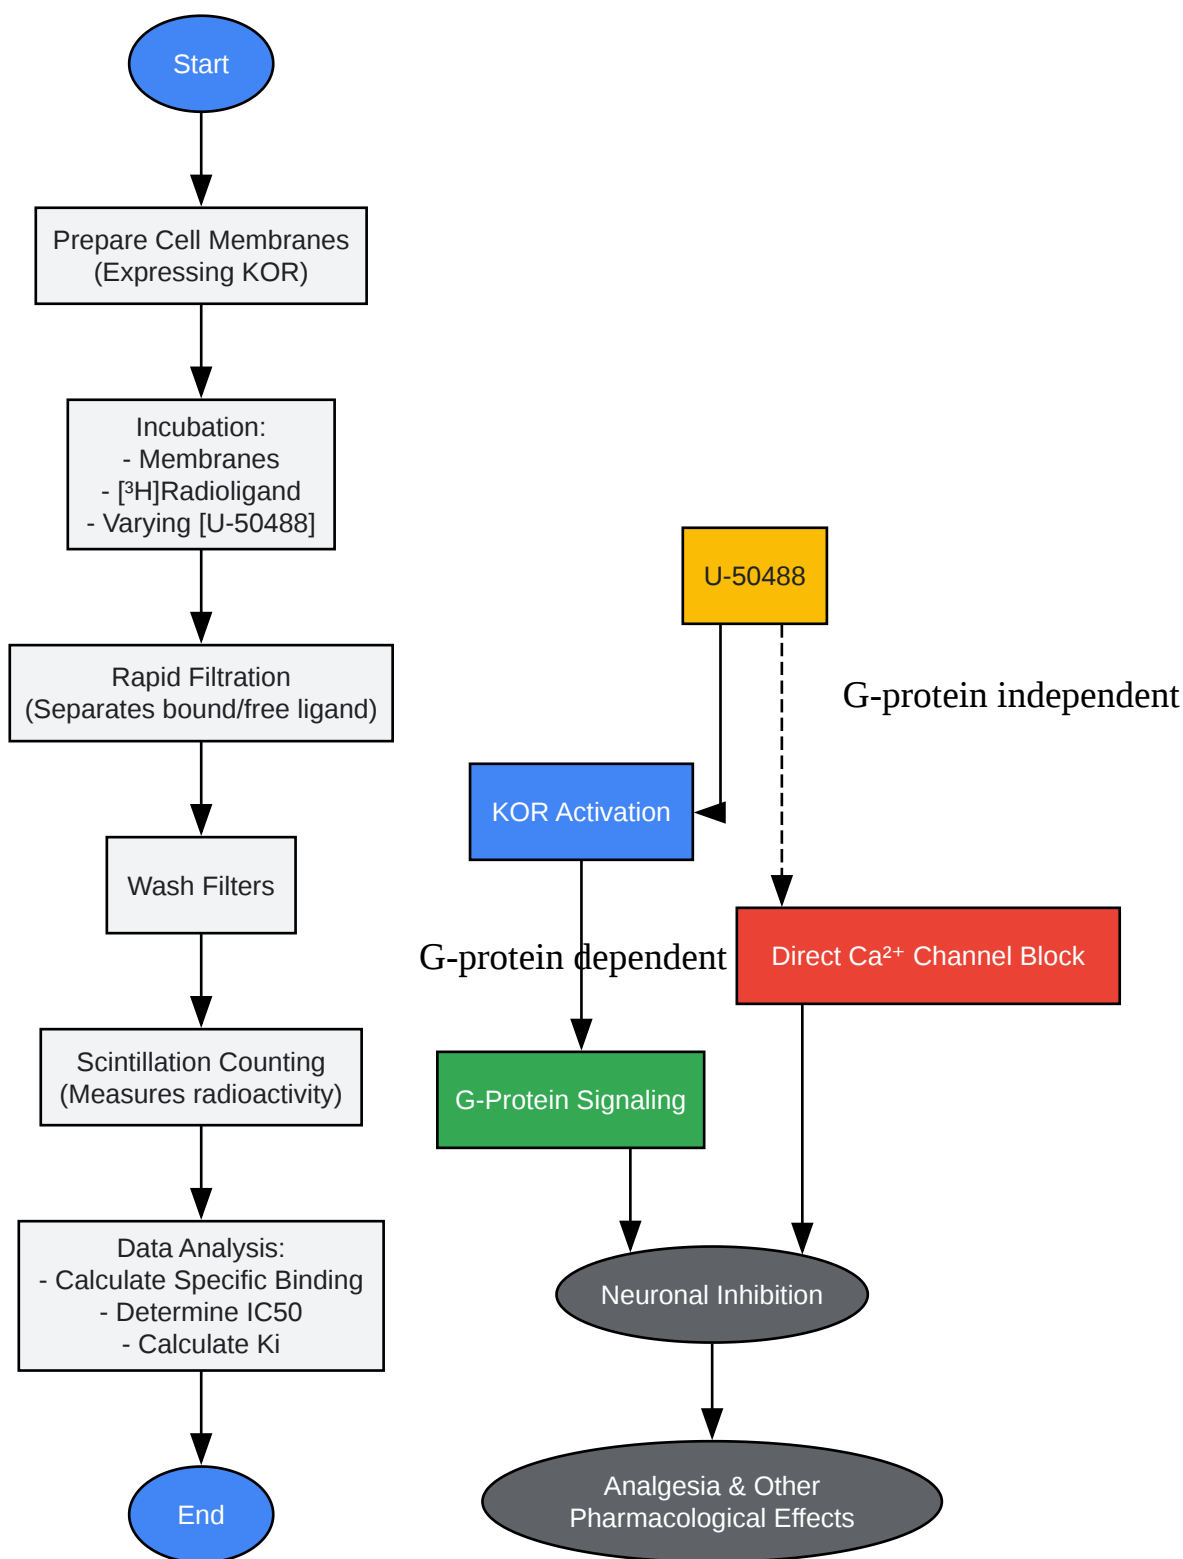 Start
Prepare Cell Membranes
(Expressing KOR)
Incubation:
- Membranes
- [³H]Radioligand
- Varying [U-50488]
Rapid Filtration
(Separates bound/free ligand)
Wash Filters
Scintillation Counting
(Measures radioactivity)
Data Analysis:
- Calculate Specific Binding
- Determine IC50
- Calculate Ki
End
U-50488
G-protein independent
KOR Activation
G-protein dependent
Direct Ca²⁺ Channel Block
G-Protein Signaling
Neuronal Inhibition
Analgesia & Other
Pharmacological Effects